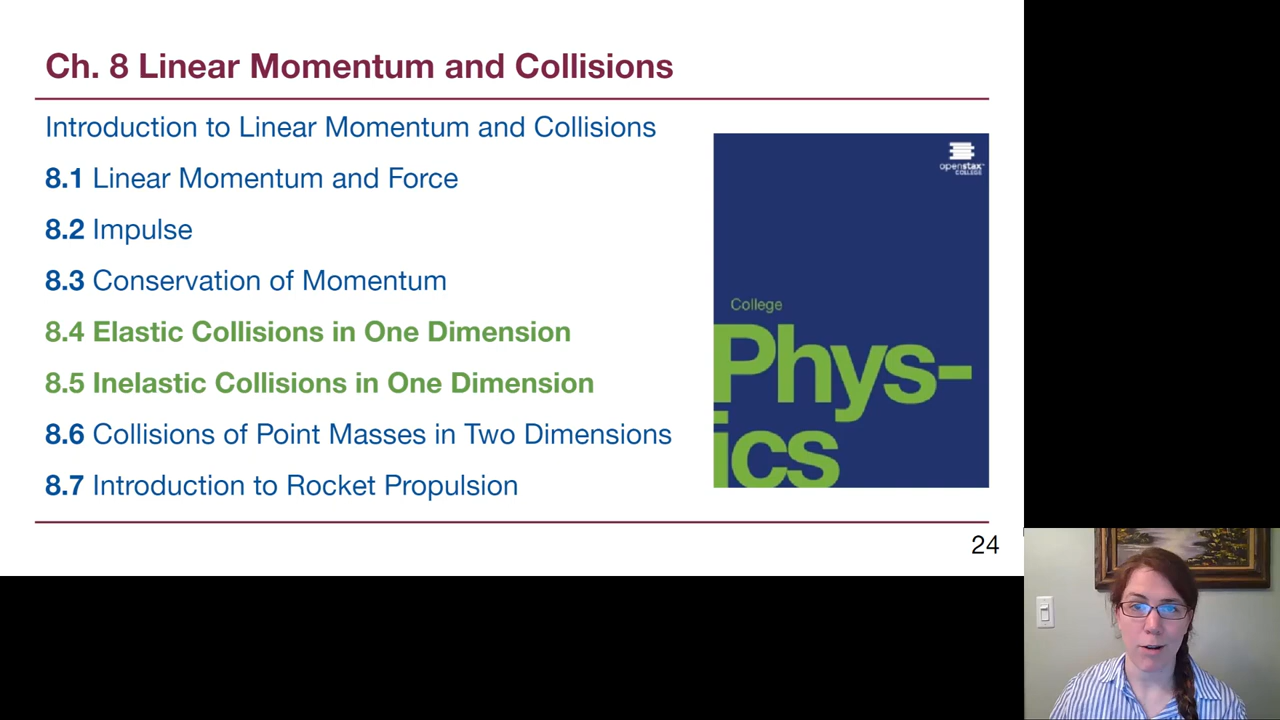 Ch. 8 Linear Momentum and Collisions
Introduction to Linear Momentum and Collisions
8.1 Linear Momentum and Force
8.2 Impulse
8.3 Conservation of Momentum
8.4 Elastic Collisions in One Dimension
8.5 Inelastic Collisions in One Dimension
8.6 Collisions of Point Masses in Two Dimensions
8.7 Introduction to Rocket Propulsion
openstax™
COLLEGE
College
Phys-
ics
24